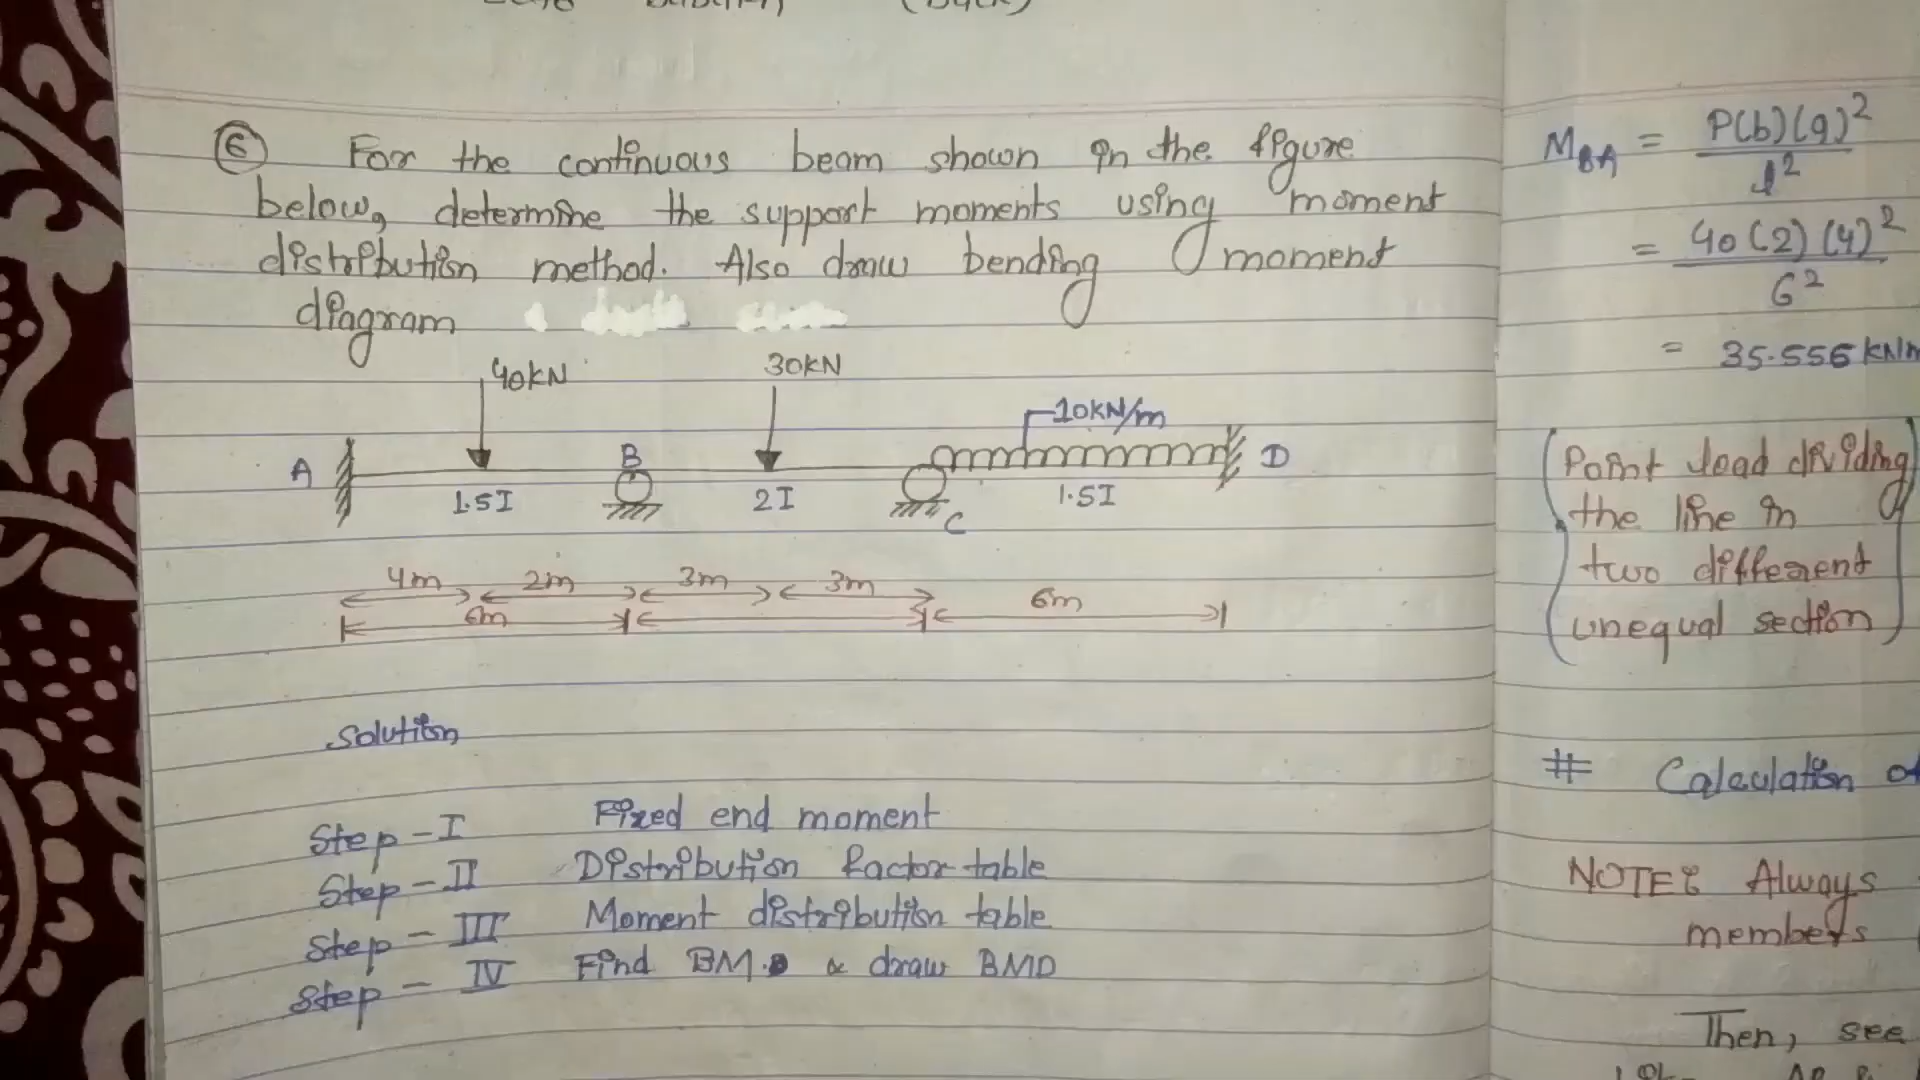 ⑥ For the continuous beam shown in the figure
below, determine the support moments using moment
distribution method. Also draw bending moment
diagram
40kN
30kN
10kN/m
A
B
D
1.5I
2I
1.5I
C
4m 2m 3m 3m
6m
6m
Solution
Step - I Fixed end moment
Step - II Distribution factor table
Step - III Moment distribution table
Step - IV Find BM. & draw BMD
M_BA = P(b)(a)² / l²
= 40(2)(4)² / 6²
= 35.556 kN/m
(Point load dividing
the line in
two different
unequal section)
# Calculation of
NOTE: Always
members
Then, see